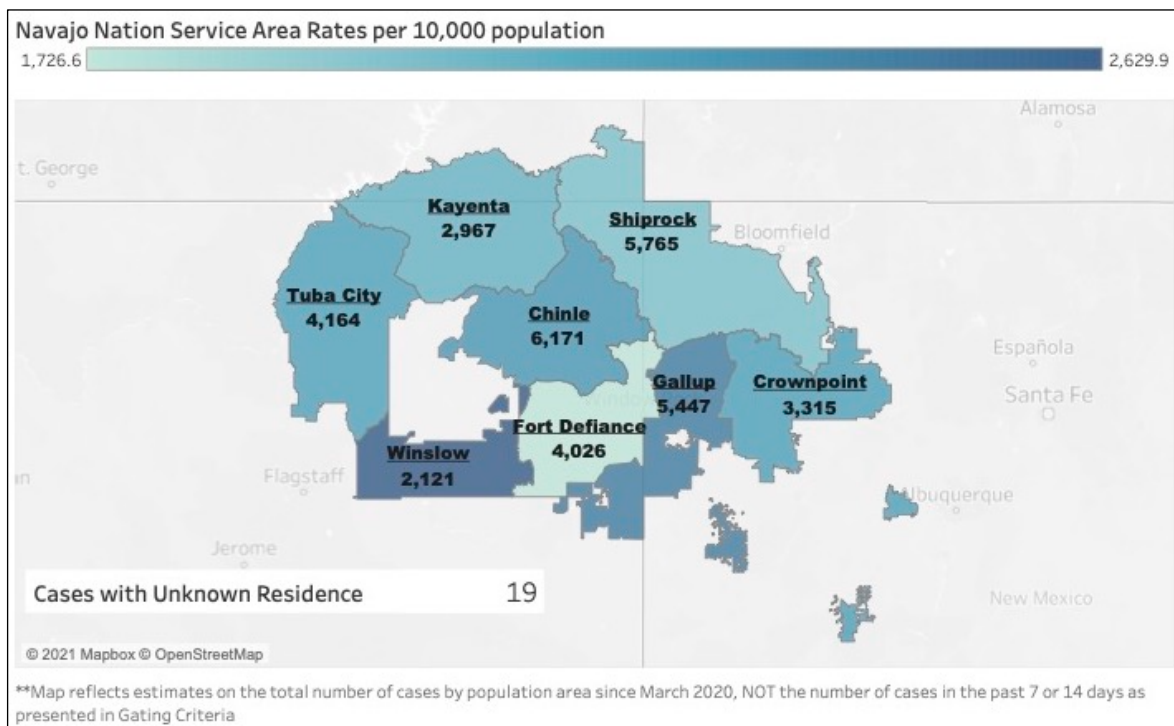 Navajo Nation Service Area Rates per 10,000 population
1,726.6
2,629.9
Alamosa
t. George
Kayenta
2,967
Shiprock
5,765
Bloomfield
Tuba City
4,164
Chinle
6,171
Española
Gallup
5,447
Crownpoint
3,315
Santa Fe
Fort Defiance
4,026
Winslow
2,121
Flagstaff
Albuquerque
Jerome
Cases with Unknown Residence 19
New Mexico
© 2021 Mapbox © OpenStreetMap
**Map reflects estimates on the total number of cases by population area since March 2020, NOT the number of cases in the past 7 or 14 days as
presented in Gating Criteria